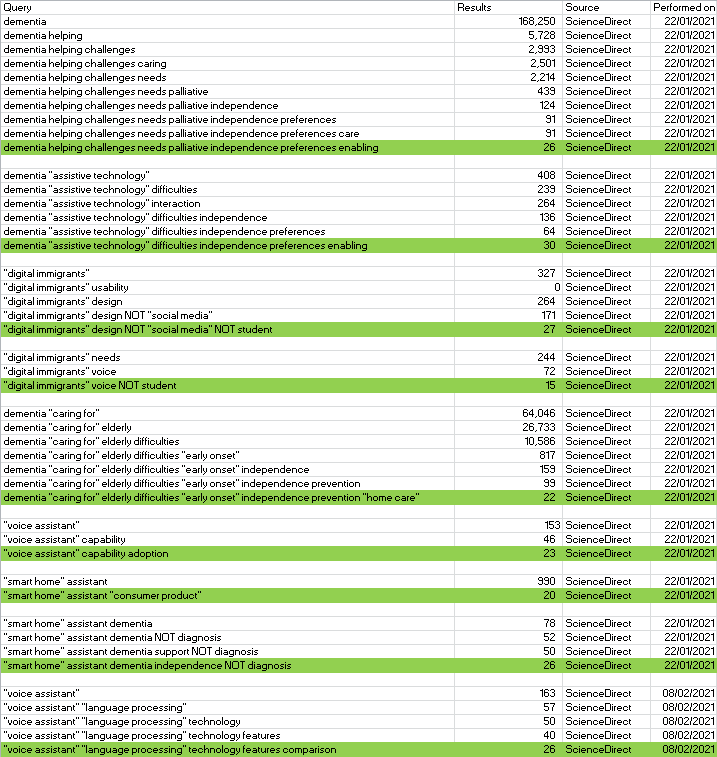 Query Results Source Performed on
dementia 168,250 ScienceDirect 22/01/2021
dementia helping 5,728 ScienceDirect 22/01/2021
dementia helping challenges 2,993 ScienceDirect 22/01/2021
dementia helping challenges caring 2,501 ScienceDirect 22/01/2021
dementia helping challenges needs 2,214 ScienceDirect 22/01/2021
dementia helping challenges needs palliative 439 ScienceDirect 22/01/2021
dementia helping challenges needs palliative independence 124 ScienceDirect 22/01/2021
dementia helping challenges needs palliative independence preferences 91 ScienceDirect 22/01/2021
dementia helping challenges needs palliative independence preferences care 91 ScienceDirect 22/01/2021
dementia helping challenges needs palliative independence preferences enabling 26 ScienceDirect 22/01/2021
dementia "assistive technology" 408 ScienceDirect 22/01/2021
dementia "assistive technology" difficulties 239 ScienceDirect 22/01/2021
dementia "assistive technology" interaction 264 ScienceDirect 22/01/2021
dementia "assistive technology" difficulties independence 136 ScienceDirect 22/01/2021
dementia "assistive technology" difficulties independence preferences 64 ScienceDirect 22/01/2021
dementia "assistive technology" difficulties independence preferences enabling 30 ScienceDirect 22/01/2021
"digital immigrants" 327 ScienceDirect 22/01/2021
"digital immigrants" usability 0 ScienceDirect 22/01/2021
"digital immigrants" design 264 ScienceDirect 22/01/2021
"digital immigrants" design NOT "social media" 171 ScienceDirect 22/01/2021
"digital immigrants" design NOT "social media" NOT student 27 ScienceDirect 22/01/2021
"digital immigrants" needs 244 ScienceDirect 22/01/2021
"digital immigrants" voice 72 ScienceDirect 22/01/2021
"digital immigrants" voice NOT student 15 ScienceDirect 22/01/2021
dementia "caring for" 64,046 ScienceDirect 22/01/2021
dementia "caring for" elderly 26,733 ScienceDirect 22/01/2021
dementia "caring for" elderly difficulties 10,586 ScienceDirect 22/01/2021
dementia "caring for" elderly difficulties "early onset" 817 ScienceDirect 22/01/2021
dementia "caring for" elderly difficulties "early onset" independence 159 ScienceDirect 22/01/2021
dementia "caring for" elderly difficulties "early onset" independence prevention 99 ScienceDirect 22/01/2021
dementia "caring for" elderly difficulties "early onset" independence prevention "home care" 22 ScienceDirect 22/01/2021
"voice assistant" 153 ScienceDirect 22/01/2021
"voice assistant" capability 46 ScienceDirect 22/01/2021
"voice assistant" capability adoption 23 ScienceDirect 22/01/2021
"smart home" assistant 990 ScienceDirect 22/01/2021
"smart home" assistant "consumer product" 20 ScienceDirect 22/01/2021
"smart home" assistant dementia 78 ScienceDirect 22/01/2021
"smart home" assistant dementia NOT diagnosis 52 ScienceDirect 22/01/2021
"smart home" assistant dementia support NOT diagnosis 50 ScienceDirect 22/01/2021
"smart home" assistant dementia independence NOT diagnosis 26 ScienceDirect 22/01/2021
"voice assistant" 163 ScienceDirect 08/02/2021
"voice assistant" "language processing" 57 ScienceDirect 08/02/2021
"voice assistant" "language processing" technology 50 ScienceDirect 08/02/2021
"voice assistant" "language processing" technology features 40 ScienceDirect 08/02/2021
"voice assistant" "language processing" technology features comparison 26 ScienceDirect 08/02/2021